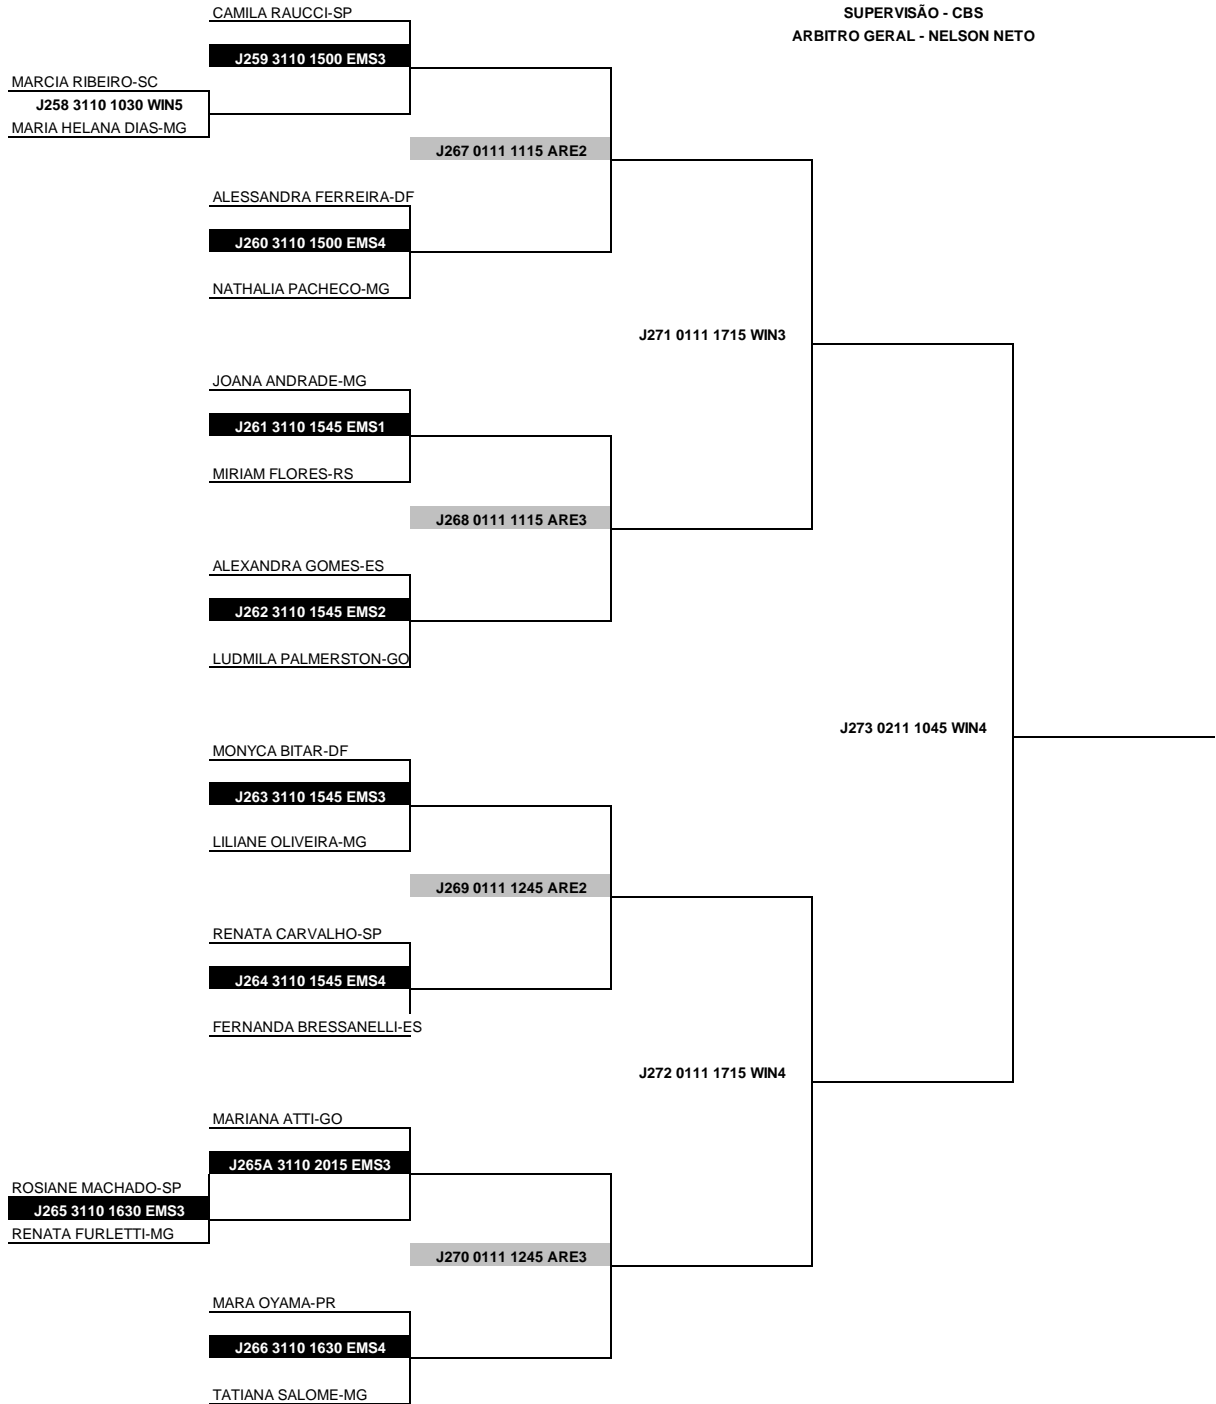 CAMILA RAUCCI-SP
SUPERVISÃO - CBS
ARBITRO GERAL - NELSON NETO
J259 3110 1500 EMS3
MARCIA RIBEIRO-SC
J258 3110 1030 WIN5
MARIA HELANA DIAS-MG
J267 0111 1115 ARE2
ALESSANDRA FERREIRA-DF
J260 3110 1500 EMS4
NATHALIA PACHECO-MG
J271 0111 1715 WIN3
JOANA ANDRADE-MG
J261 3110 1545 EMS1
MIRIAM FLORES-RS
J268 0111 1115 ARE3
ALEXANDRA GOMES-ES
J262 3110 1545 EMS2
LUDMILA PALMERSTON-GO
J273 0211 1045 WIN4
MONYCA BITAR-DF
J263 3110 1545 EMS3
LILIANE OLIVEIRA-MG
J269 0111 1245 ARE2
RENATA CARVALHO-SP
J264 3110 1545 EMS4
FERNANDA BRESSANELLI-ES
J272 0111 1715 WIN4
MARIANA ATTI-GO
J265A 3110 2015 EMS3
ROSIANE MACHADO-SP
J265 3110 1630 EMS3
RENATA FURLETTI-MG
J270 0111 1245 ARE3
MARA OYAMA-PR
J266 3110 1630 EMS4
TATIANA SALOME-MG